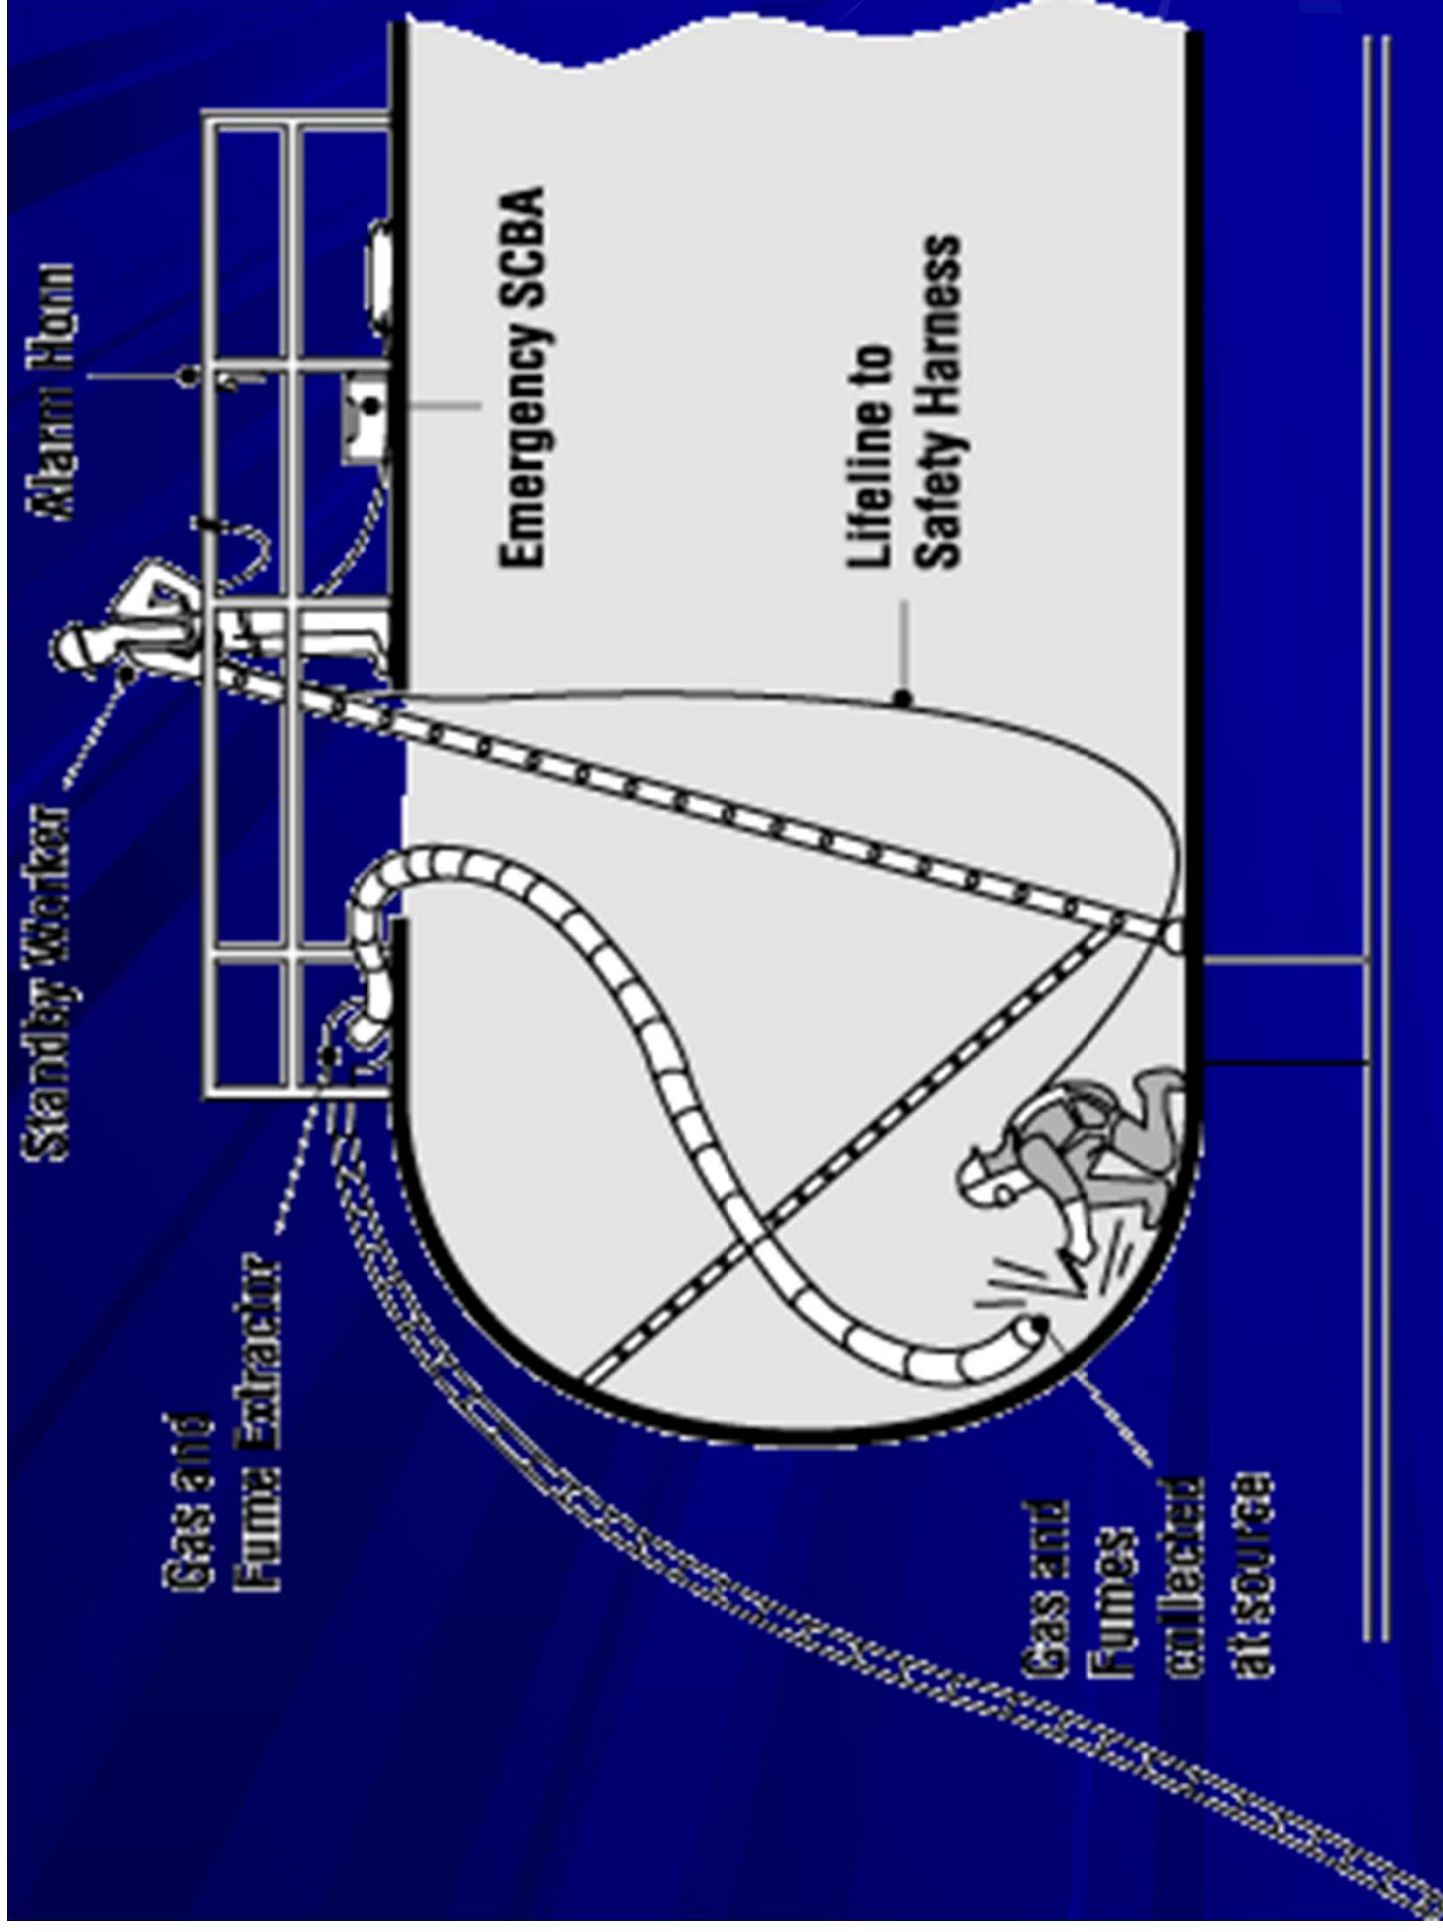 Standby Worker
Alarm Horn
Gas and
Fume Extractor
Emergency SCBA
Lifeline to
Safety Harness
Gas and
Fumes
collected
at source